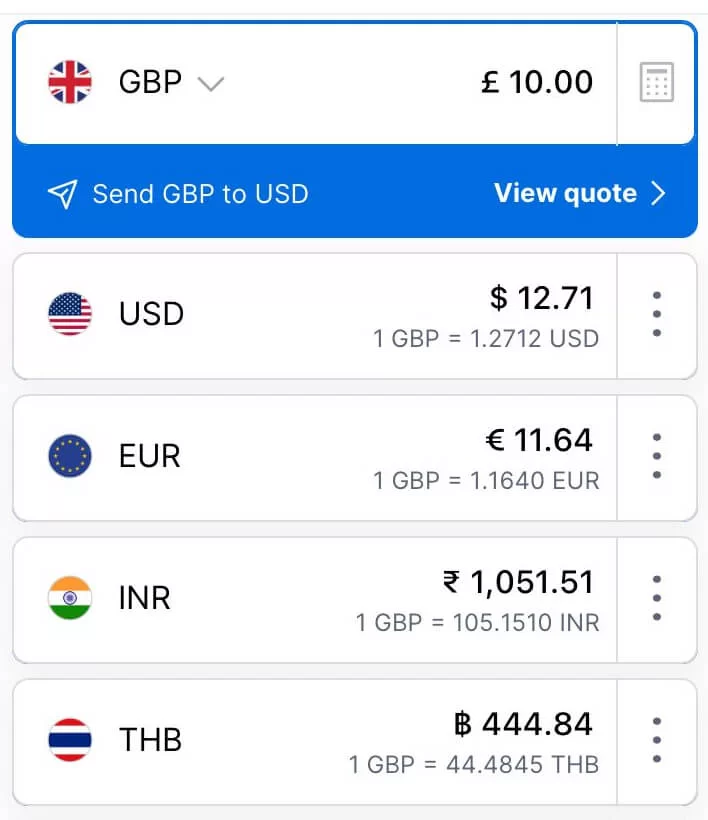 GBP
£ 10.00
Send GBP to USD
View quote
USD
$ 12.71
1 GBP = 1.2712 USD
EUR
€ 11.64
1 GBP = 1.1640 EUR
INR
₹ 1,051.51
1 GBP = 105.1510 INR
THB
฿ 444.84
1 GBP = 44.4845 THB